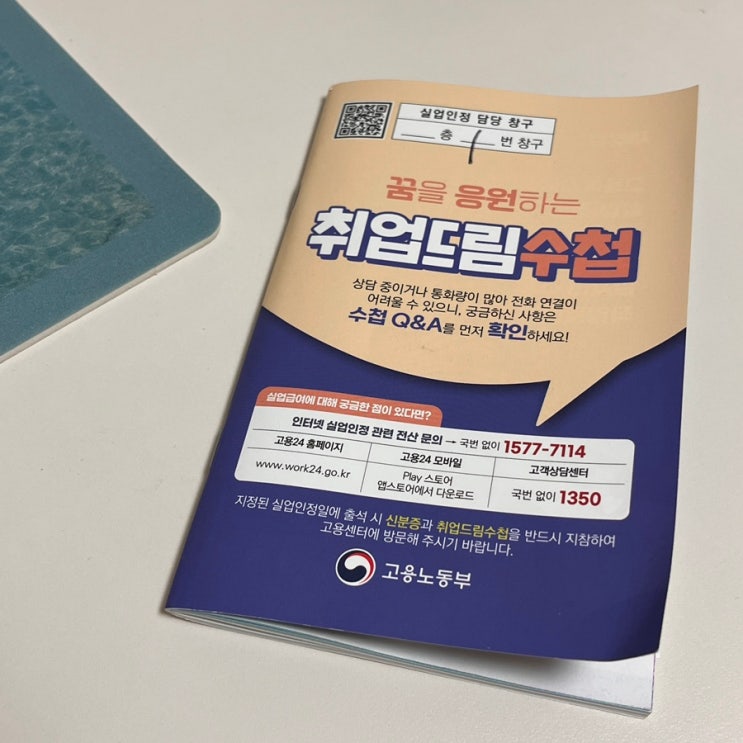 실업인정 담당 창구
__층 __번 창구
꿈을 응원하는
취업드림수첩
상담 중이거나 통화량이 많아 전화 연결이
어려울 수 있으니, 궁금하신 사항은
수첩 Q&A를 먼저 확인하세요!
실업급여에 대해 궁금한 점이 있다면?
인터넷 실업인정 관련 전산 문의 → 국번 없이 1577-7114
고용24 홈페이지 고용24 모바일 고객상담센터
www.work24.go.kr Play 스토어 앱스토어에서 다운로드 국번 없이 1350
지정된 실업인정일에 출석 시 신분증과 취업드림수첩을 반드시 지참하여
고용센터에 방문해 주시기 바랍니다.
고용노동부